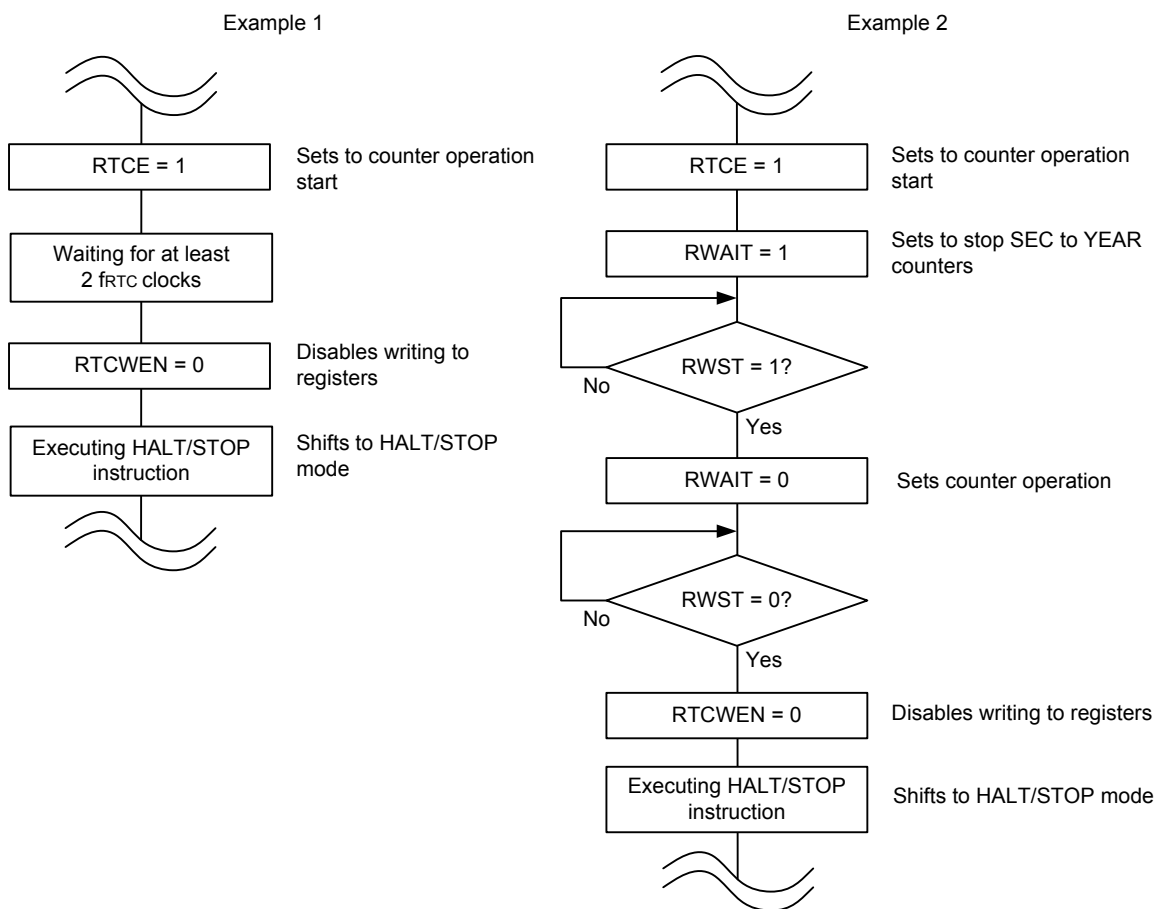 Example 1
RTCE = 1
Sets to counter operation
start
Waiting for at least
2 fRTC clocks
RTCWEN = 0
Disables writing to
registers
Executing HALT/STOP
instruction
Shifts to HALT/STOP
mode
Example 2
RTCE = 1
Sets to counter operation
start
RWAIT = 1
Sets to stop SEC to YEAR
counters
RWST = 1?
No
Yes
RWAIT = 0
Sets counter operation
RWST = 0?
No
Yes
RTCWEN = 0
Disables writing to registers
Executing HALT/STOP
instruction
Shifts to HALT/STOP mode